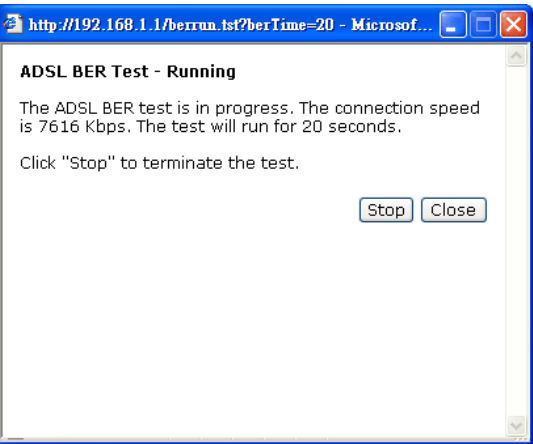 http://192.168.1.1/berrun.tst?berTime=20 - Microsof...
ADSL BER Test - Running
The ADSL BER test is in progress. The connection speed
is 7616 Kbps. The test will run for 20 seconds.
Click "Stop" to terminate the test.
Stop Close